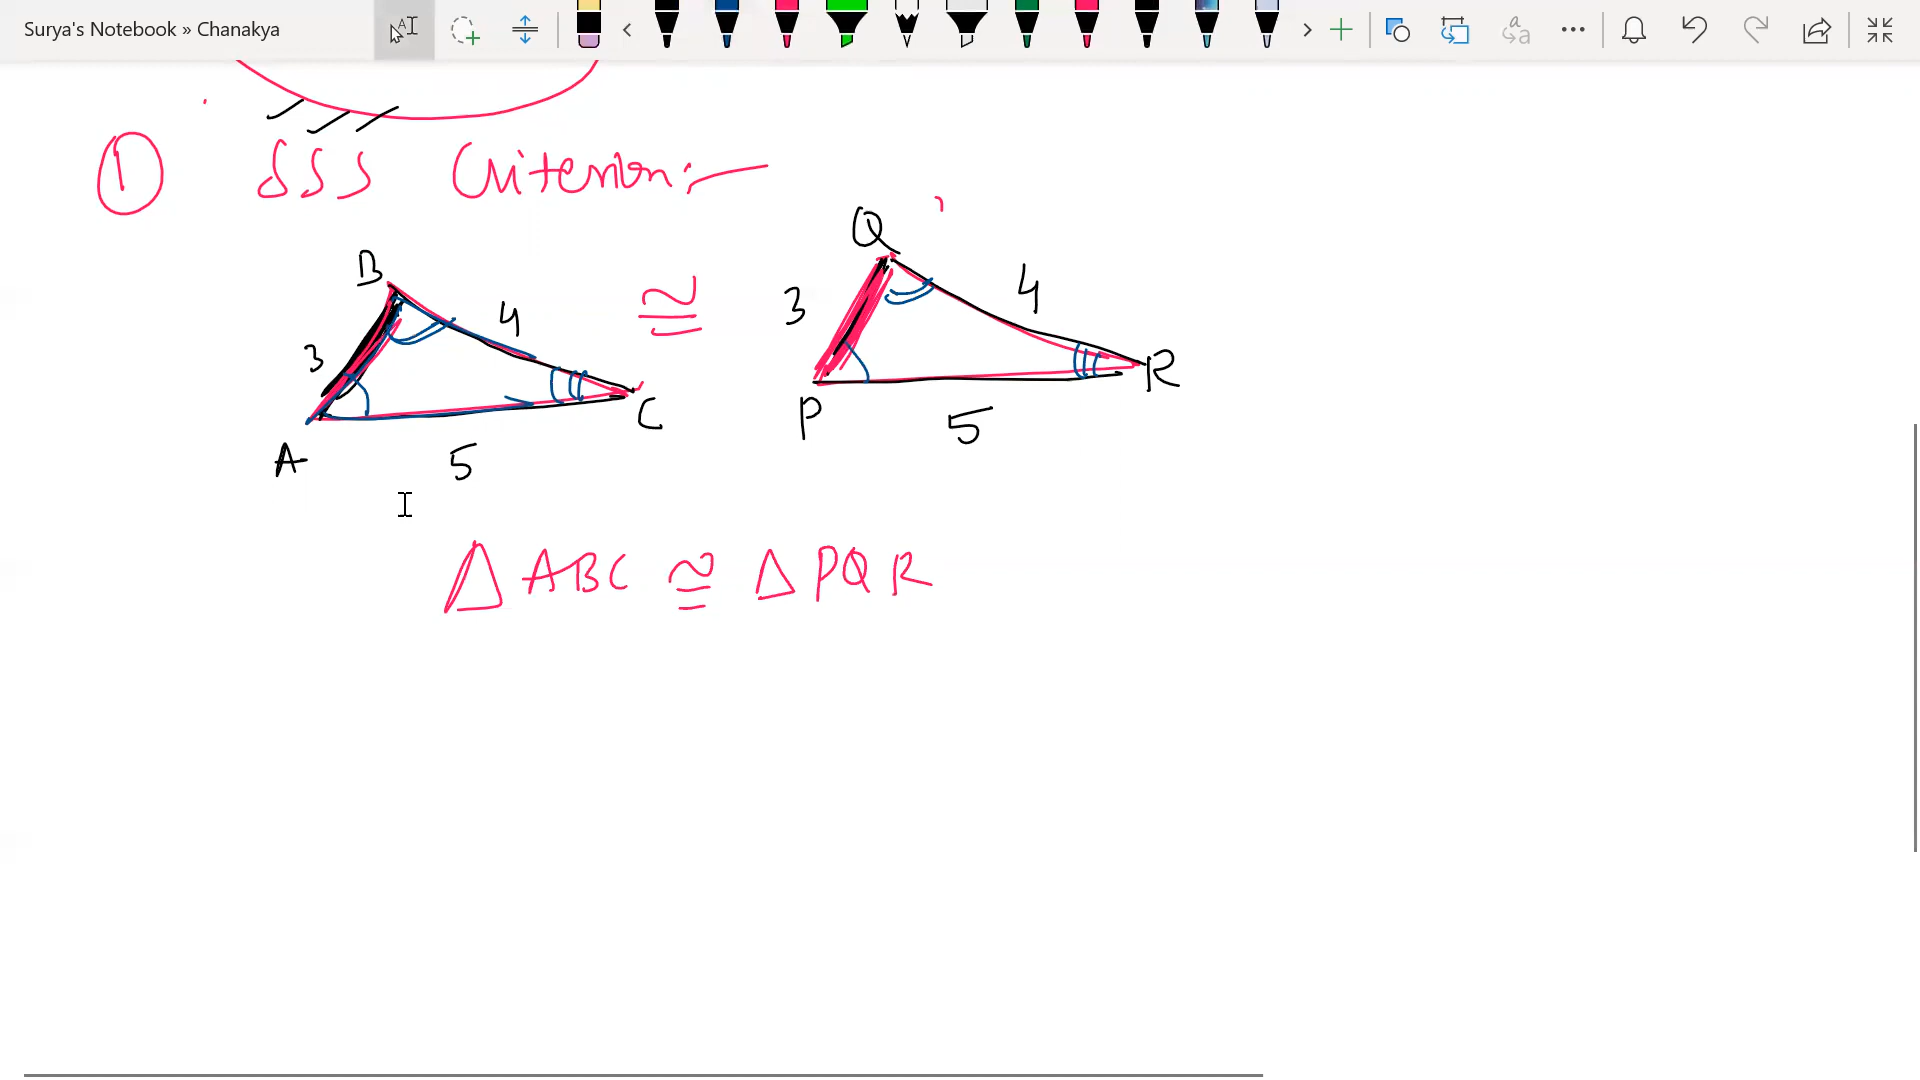 Surya's Notebook » Chanakya
① SSS Criterion:-
Q
B ≅ 3 4
3 4
P R
A C 5
5
Δ ABC ≅ Δ PQR